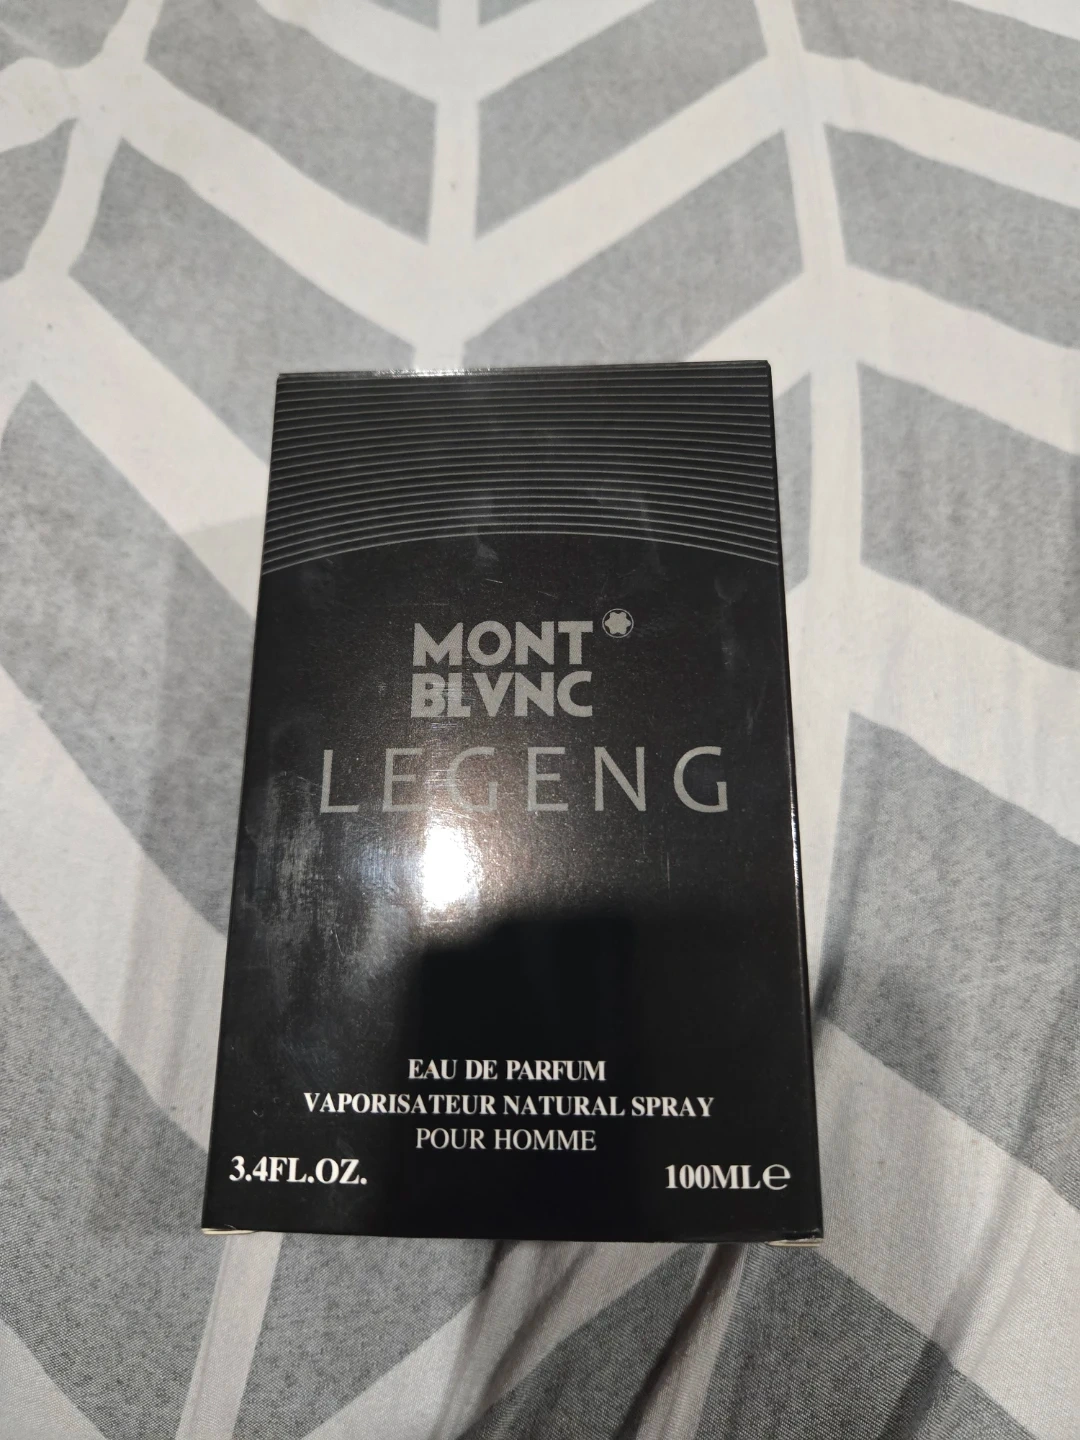 MONT
BLVNC
LEGENG
EAU DE PARFUM
VAPORISATEUR NATURAL SPRAY
POUR HOMME
3.4FL.OZ. 100ML℮